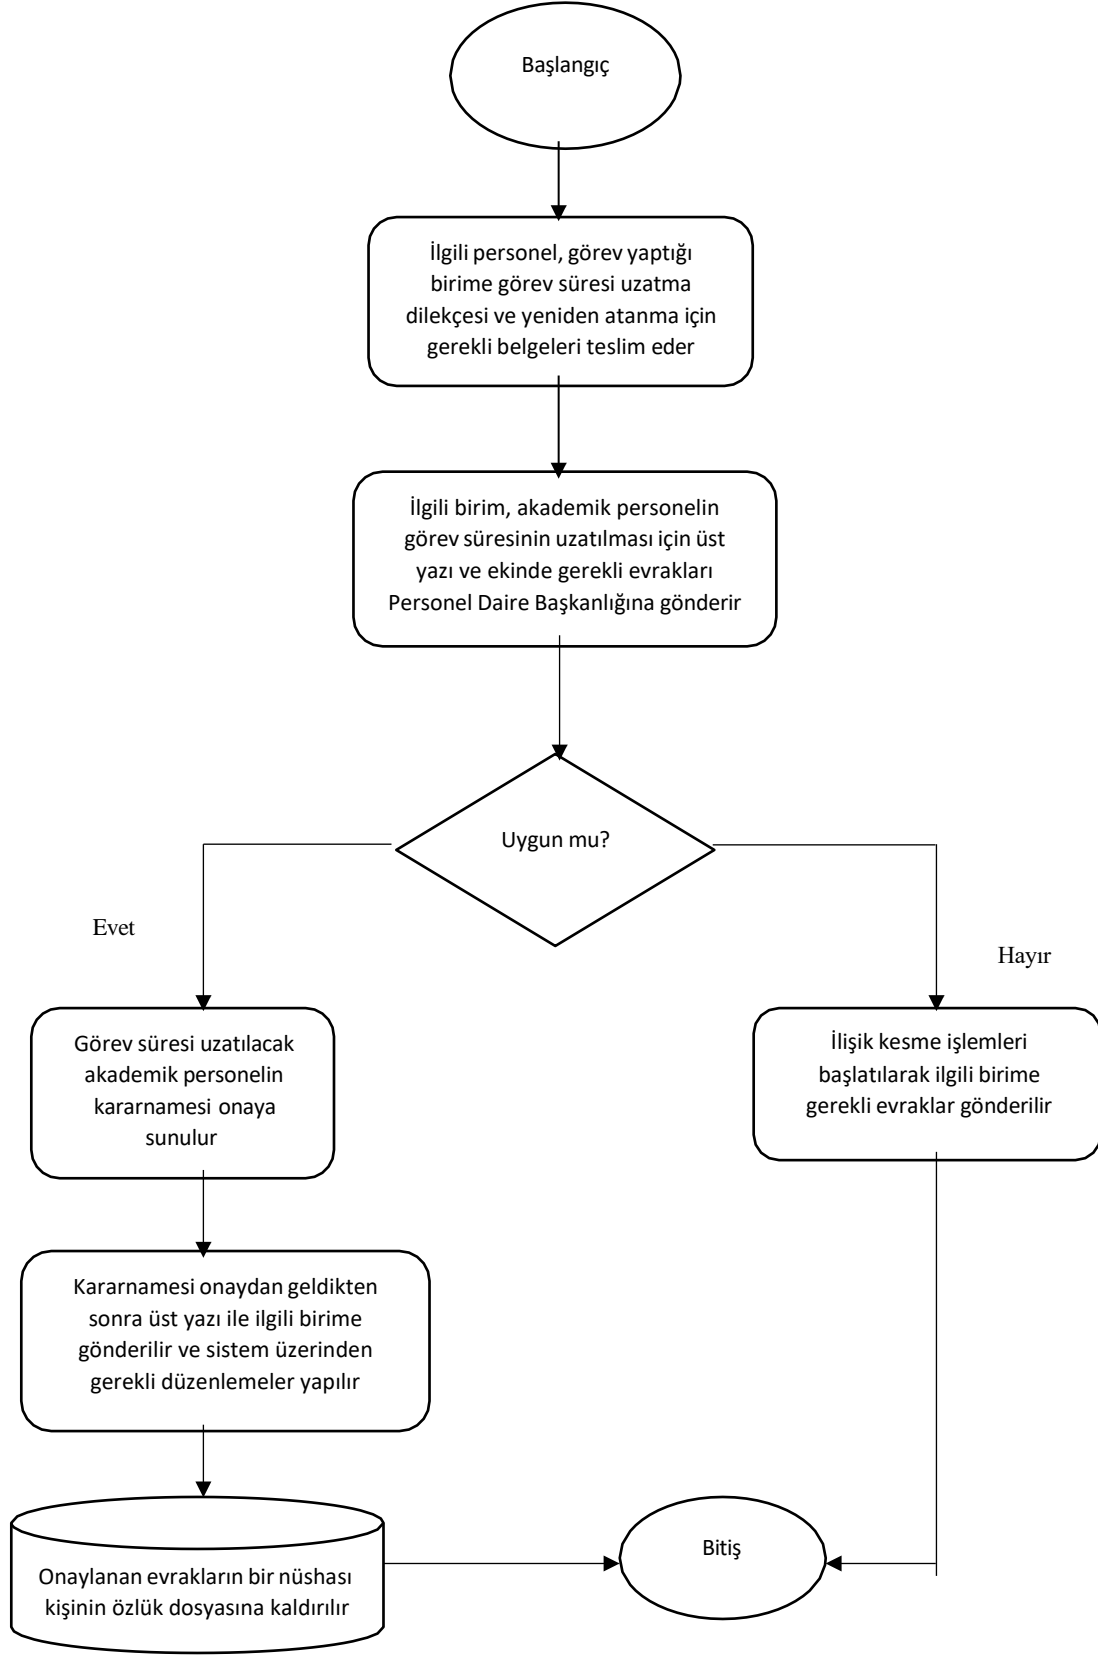 Başlangıç
İlgili personel, görev yaptığı
birime görev süresi uzatma
dilekçesi ve yeniden atanma için
gerekli belgeleri teslim eder
İlgili birim, akademik personelin
görev süresinin uzatılması için üst
yazı ve ekinde gerekli evrakları
Personel Daire Başkanlığına gönderir
Uygun mu?
Evet
Hayır
Görev süresi uzatılacak
akademik personelin
kararnamesi onaya
sunulur
İlişik kesme işlemleri
başlatılarak ilgili birime
gerekli evraklar gönderilir
Kararnamesi onaydan geldikten
sonra üst yazı ile ilgili birime
gönderilir ve sistem üzerinden
gerekli düzenlemeler yapılır
Onaylanan evrakların bir nüshası
kişinin özlük dosyasına kaldırılır
Bitiş